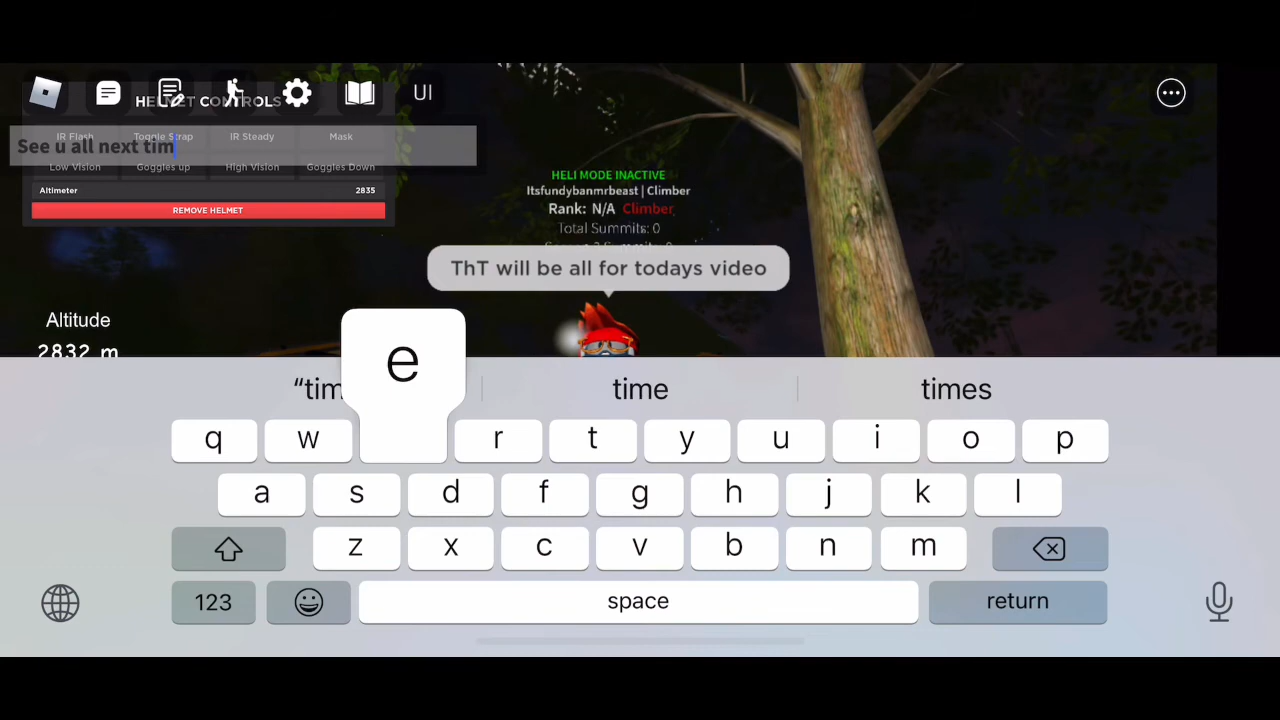 UI
HELMET CONTROLS
IR Flash Toggle Strap IR Steady Mask
See u all next tim
Low Vision Goggles up High Vision Goggles Down
Altimeter 2835
REMOVE HELMET
HELI MODE INACTIVE
Itsfundybanmrbeast | Climber
Rank: N/A Climber
Total Summits: 0
ThT will be all for todays video
Altitude
2832 m
e
“tim time times
q w r t y u i o p
a s d f g h j k l
z x c v b n m
123 space return